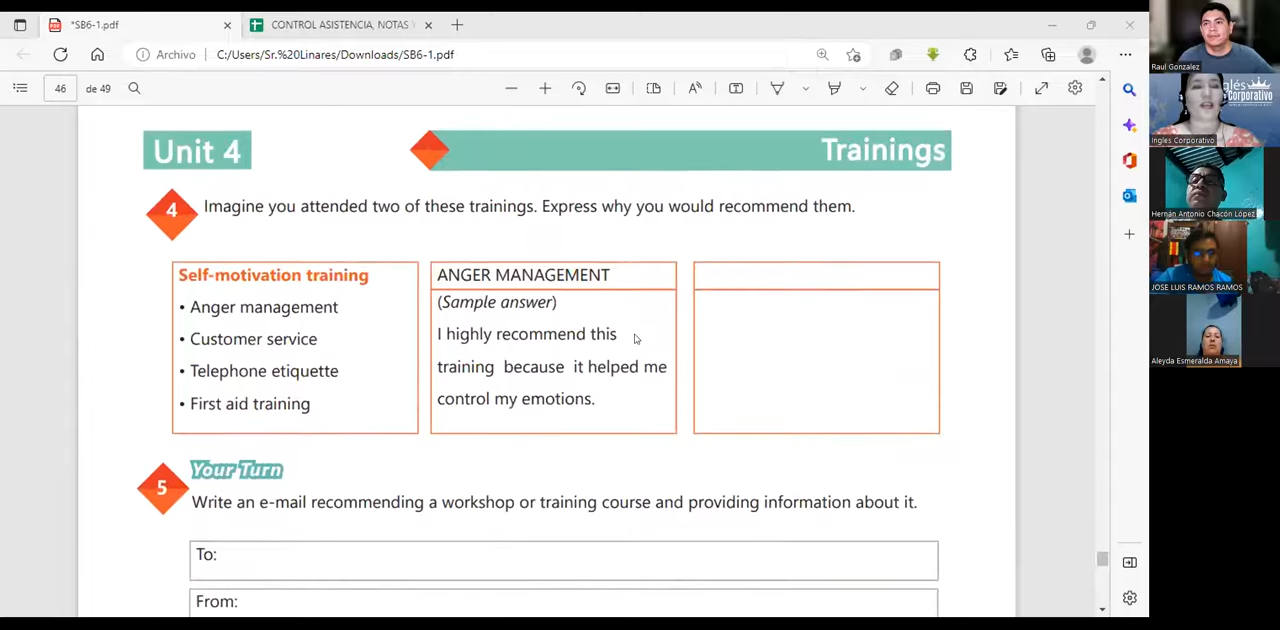 *SB6-1.pdf
CONTROL ASISTENCIA, NOTAS Y
Archivo
C:/Users/Sr.%20Linares/Downloads/SB6-1.pdf
46
de 49
Unit 4
Trainings
4
Imagine you attended two of these trainings. Express why you would recommend them.
Self-motivation training
• Anger management
• Customer service
• Telephone etiquette
• First aid training
ANGER MANAGEMENT
(Sample answer)
I highly recommend this
training because it helped me
control my emotions.
5
Your Turn
Write an e-mail recommending a workshop or training course and providing information about it.
To:
From:
Raul Gonzalez
Inglés
Corporativo
Ingles Corporativo
Hernán Antonio Chacón López
JOSE LUIS RAMOS RAMOS
Aleyda Esmeralda Amaya